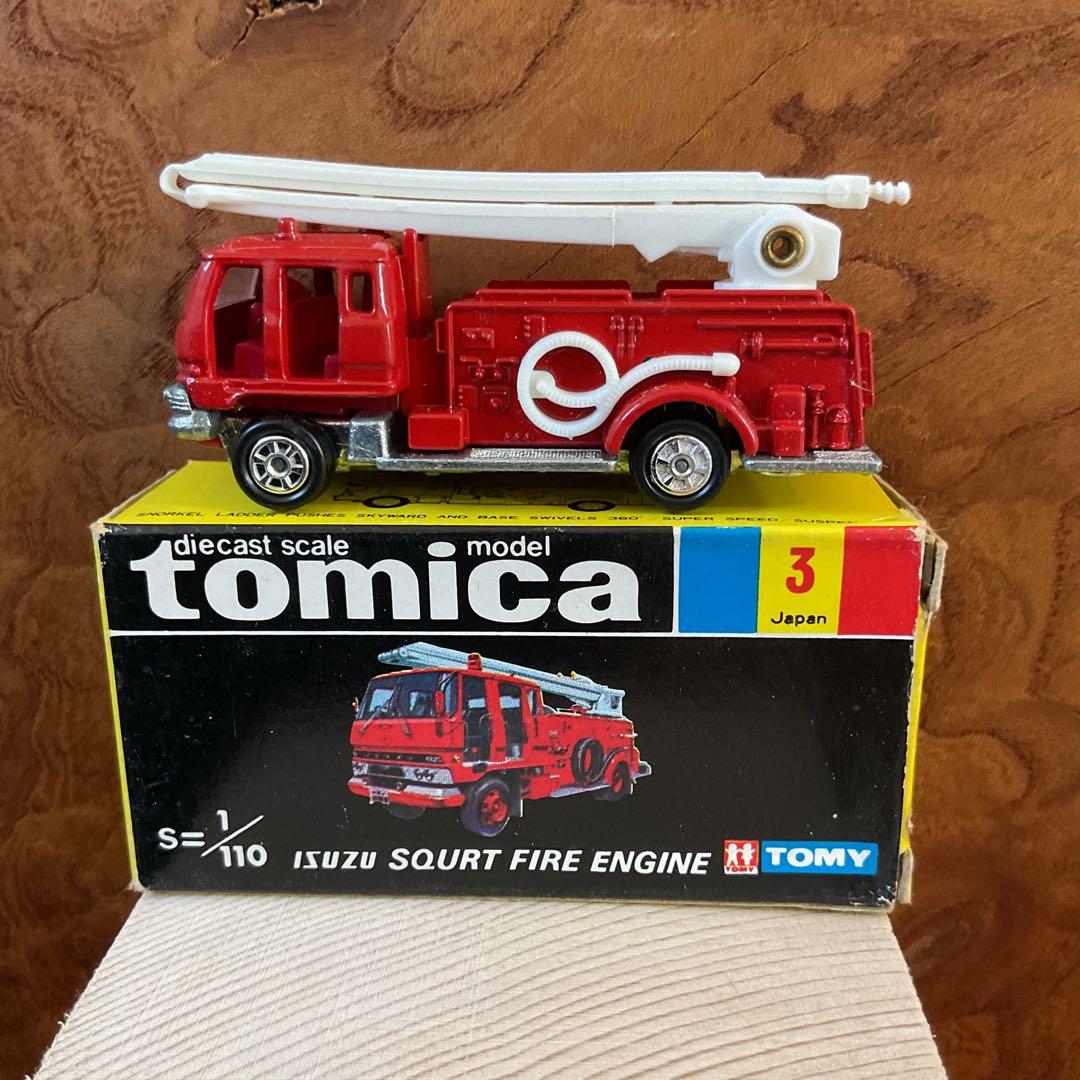 SNORKEL LADDER PUSHES SKYWARD AND BASE SWIVELS 360° SUPER SPEED SUSPE
diecast scale model
tomica
3
Japan
S=1/110
ISUZU SQURT FIRE ENGINE
TOMY
TOMY